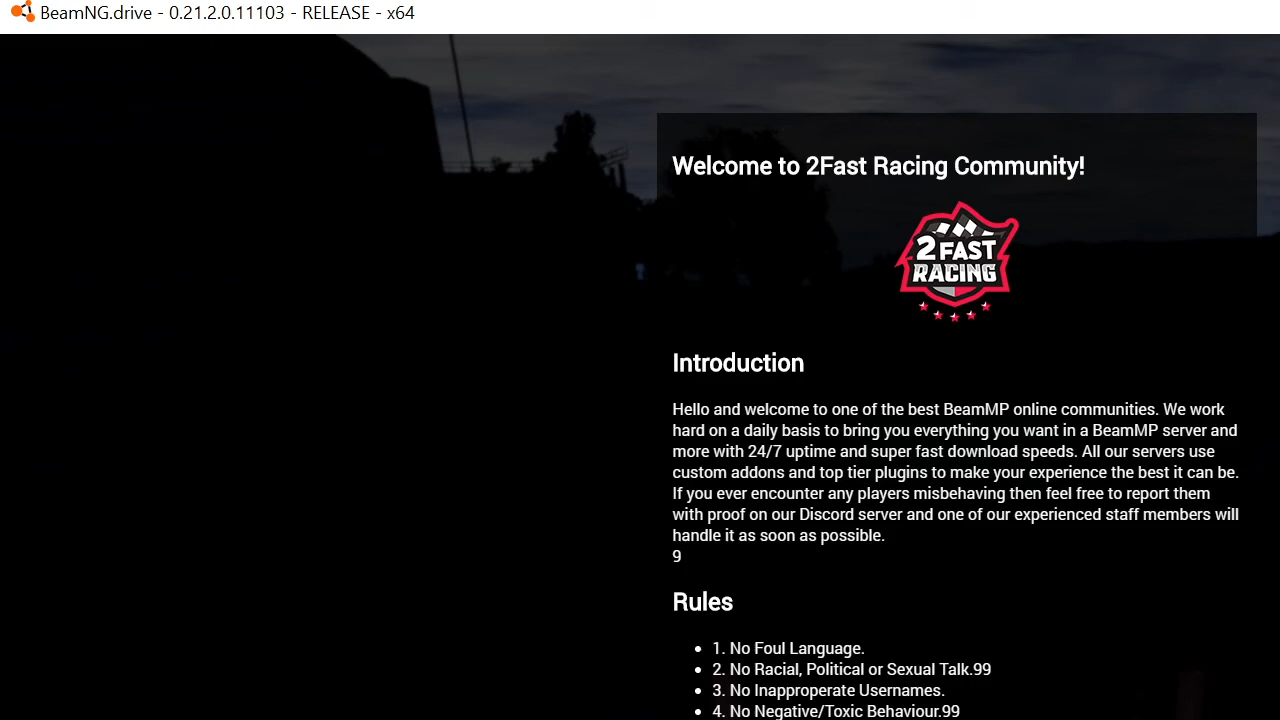 BeamNG.drive - 0.21.2.0.11103 - RELEASE - x64
Welcome to 2Fast Racing Community!
2FAST
RACING
Introduction
Hello and welcome to one of the best BeamMP online communities. We work
hard on a daily basis to bring you everything you want in a BeamMP server and
more with 24/7 uptime and super fast download speeds. All our servers use
custom addons and top tier plugins to make your experience the best it can be.
If you ever encounter any players misbehaving then feel free to report them
with proof on our Discord server and one of our experienced staff members will
handle it as soon as possible.
9
Rules
• 1. No Foul Language.
• 2. No Racial, Political or Sexual Talk.99
• 3. No Inapproperate Usernames.
• 4. No Negative/Toxic Behaviour.99